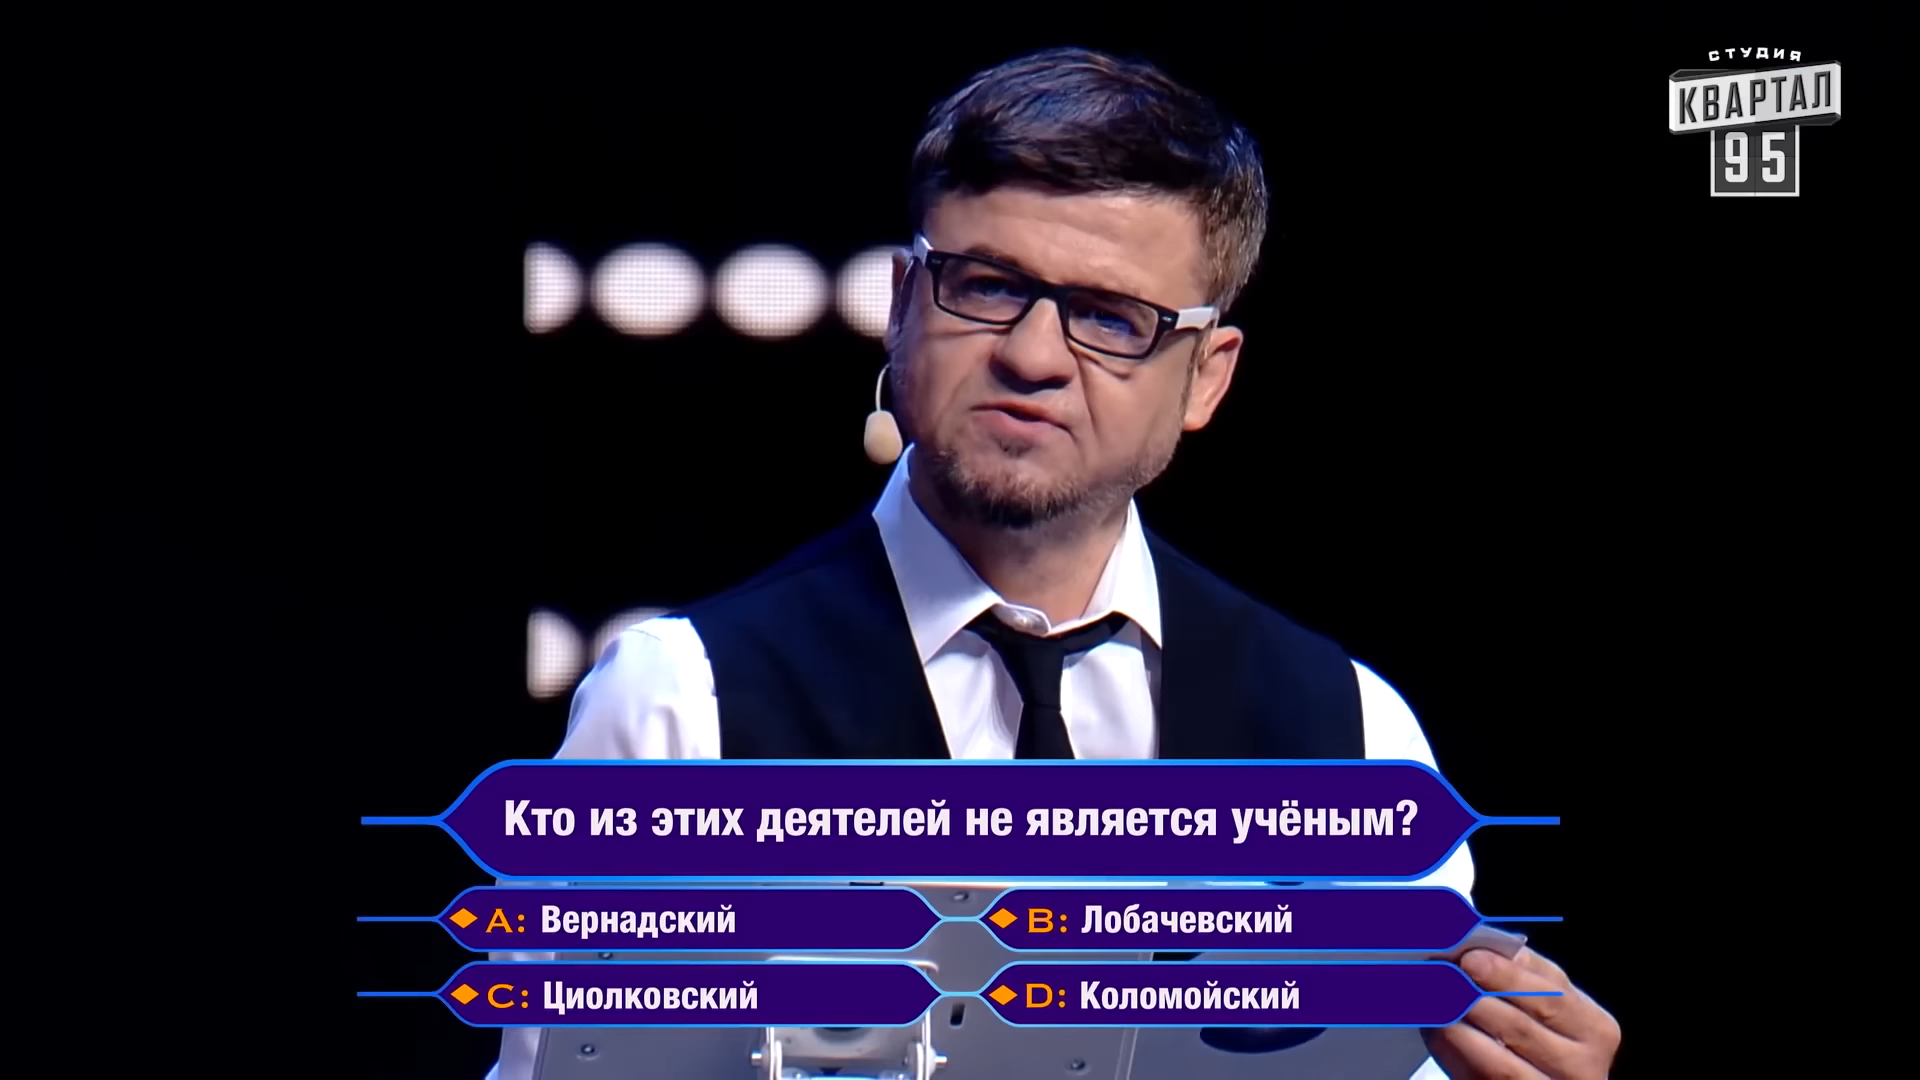 СТУДИЯ
КВАРТАЛ
95
Кто из этих деятелей не является учёным?
A: Вернадский
B: Лобачевский
C: Циолковский
D: Коломойский